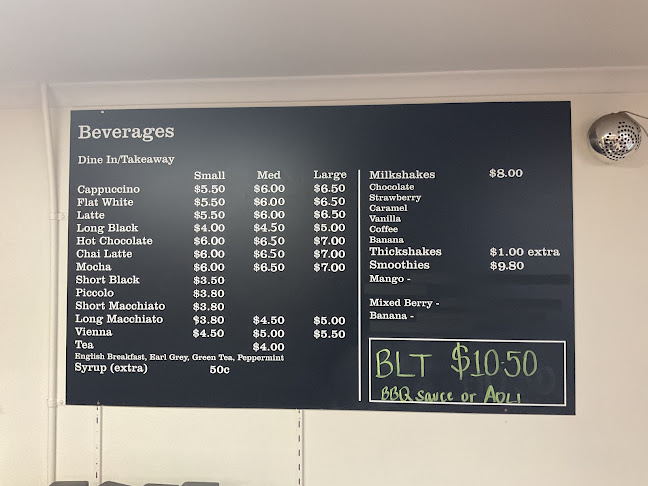 Beverages
Dine In/Takeaway
Small Med Large
Cappuccino $5.50 $6.00 $6.50
Flat White $5.50 $6.00 $6.50
Latte $5.50 $6.00 $6.50
Long Black $4.00 $4.50 $5.00
Hot Chocolate $6.00 $6.50 $7.00
Chai Latte $6.00 $6.50 $7.00
Mocha $6.00 $6.50 $7.00
Short Black $3.50
Piccolo $3.80
Short Macchiato $3.80
Long Macchiato $3.80 $4.50 $5.00
Vienna $4.50 $5.00 $5.50
Tea $4.00
English Breakfast, Earl Grey, Green Tea, Peppermint
Syrup (extra) 50c
Milkshakes $8.00
Chocolate
Strawberry
Caramel
Vanilla
Coffee
Banana
Thickshakes $1.00 extra
Smoothies $9.80
Mango -
Mixed Berry -
Banana -
BLT $10.50
BBQ sauce or AOLI